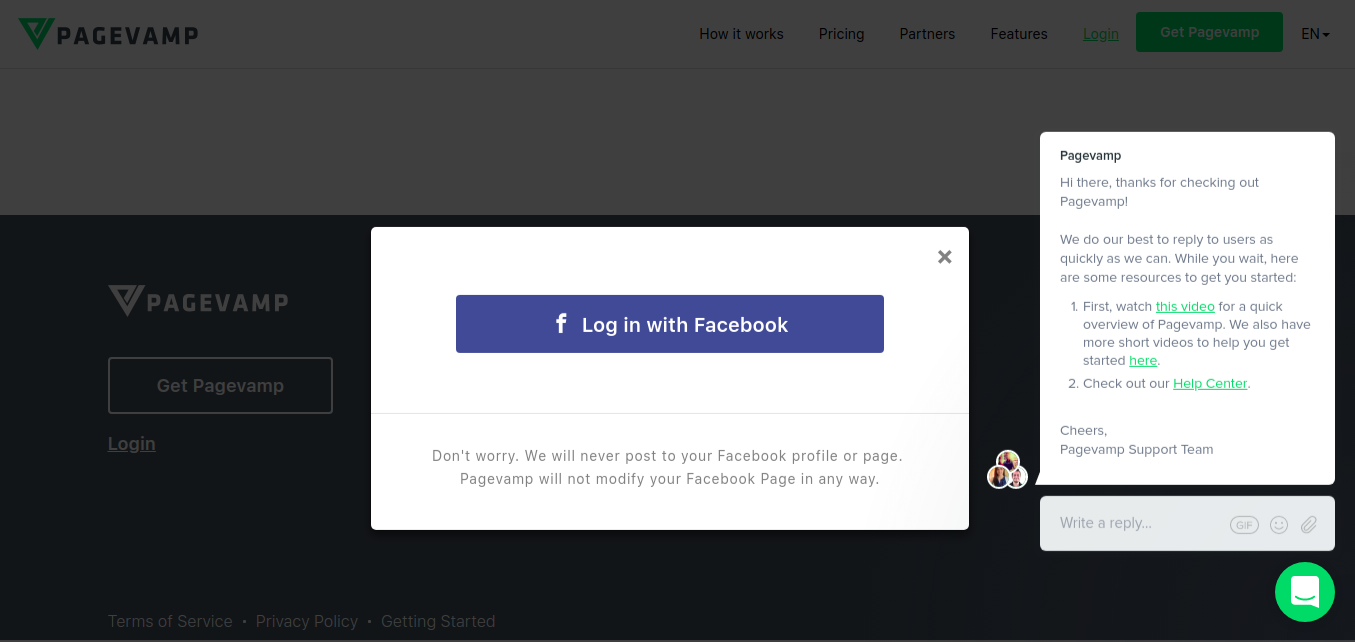 PAGEVAMP
How it works
Pricing
Partners
Features
Login
Get Pagevamp
EN
PAGEVAMP
Get Pagevamp
Login
Log in with Facebook
Don't worry. We will never post to your Facebook profile or page.
Pagevamp will not modify your Facebook Page in any way.
Pagevamp
Hi there, thanks for checking out
Pagevamp!
We do our best to reply to users as
quickly as we can. While you wait, here
are some resources to get you started:
1. First, watch this video for a quick
overview of Pagevamp. We also have
more short videos to help you get
started here.
2. Check out our Help Center.
Cheers,
Pagevamp Support Team
Write a reply...
GIF
Terms of Service • Privacy Policy • Getting Started